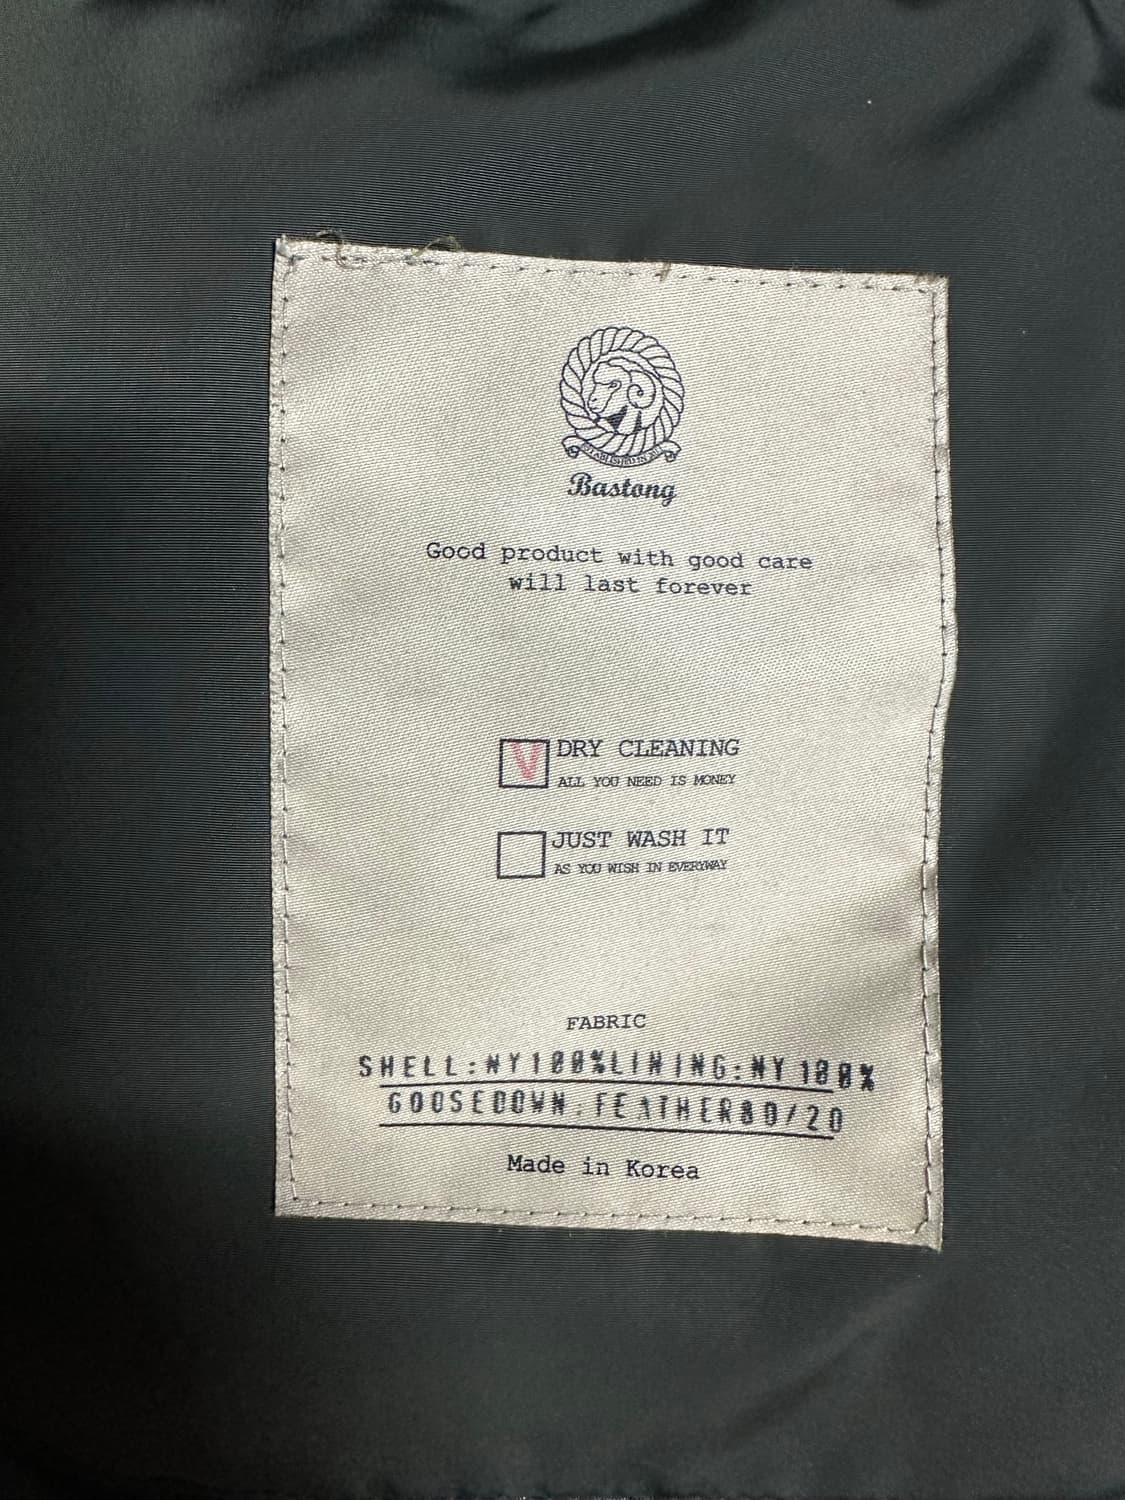 Bastong
Good product with good care
will last forever
V DRY CLEANING
ALL YOU NEED IS MONEY
JUST WASH IT
AS YOU WISH IN EVERYWAY
FABRIC
SHELL:NY100%LINING:NY100%
GOOSEDOWN:FEATHER80/20
Made in Korea